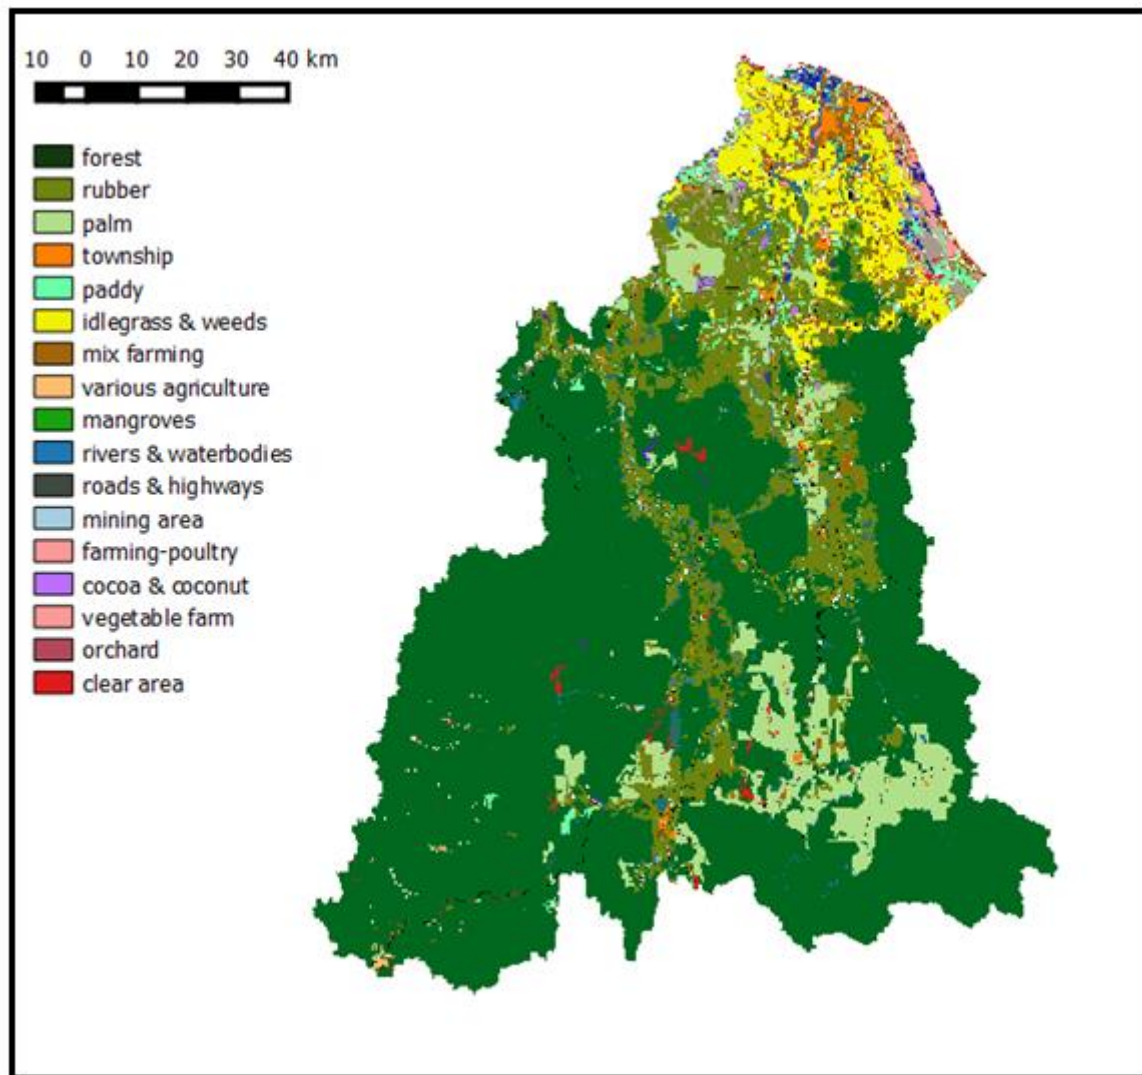 10 0 10 20 30 40 km
forest
rubber
palm
township
paddy
idlegrass & weeds
mix farming
various agriculture
mangroves
rivers & waterbodies
roads & highways
mining area
farming-poultry
cocoa & coconut
vegetable farm
orchard
clear area